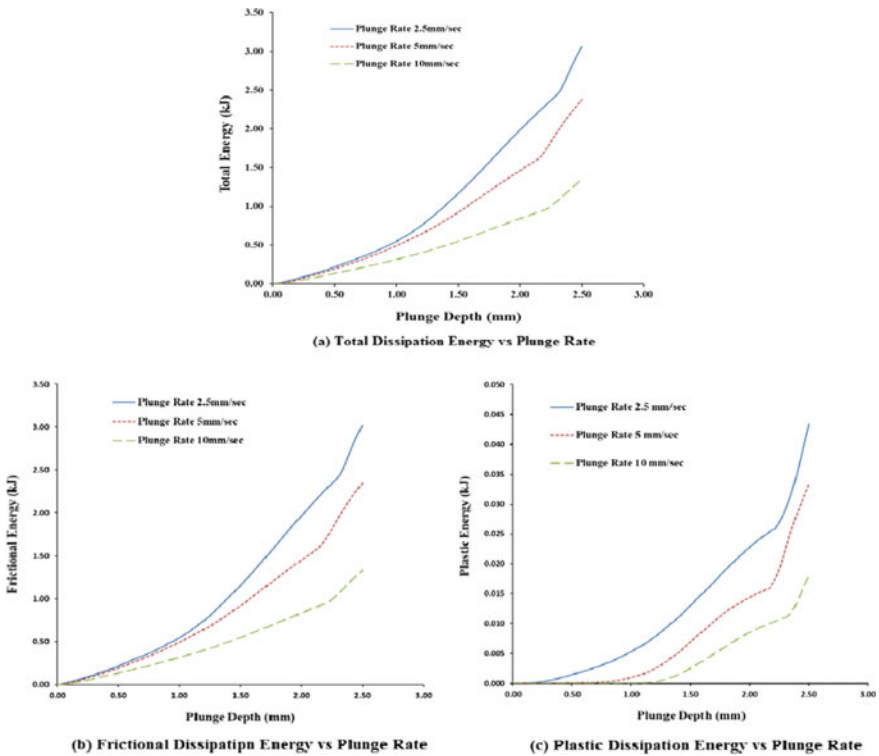 Plunge Rate 2.5mm/sec
Plunge Rate 5mm/sec
Plunge Rate 10mm/sec
3.50
3.00
2.50
2.00
1.50
1.00
0.50
0.00
Total Energy (kJ)
0.00 0.50 1.00 1.50 2.00 2.50 3.00
Plunge Depth (mm)
(a) Total Dissipation Energy vs Plunge Rate
Plunge Rate 2.5mm/sec
Plunge Rate 5mm/sec
Plunge Rate 10mm/sec
3.50
3.00
2.50
2.00
1.50
1.00
0.50
0.00
Frictional Energy (kJ)
0.00 0.50 1.00 1.50 2.00 2.50 3.00
Plunge Depth (mm)
(b) Frictional Dissipatipn Energy vs Plunge Rate
Plunge Rate 2.5 mm/sec
Plunge Rate 5 mm/sec
Plunge Rate 10 mm/sec
0.050
0.045
0.040
0.035
0.030
0.025
0.020
0.015
0.010
0.005
0.000
Plastic Energy (kJ)
0.00 0.50 1.00 1.50 2.00 2.50 3.00
Plunge Depth (mm)
(c) Plastic Dissipation Energy vs Plunge Rate